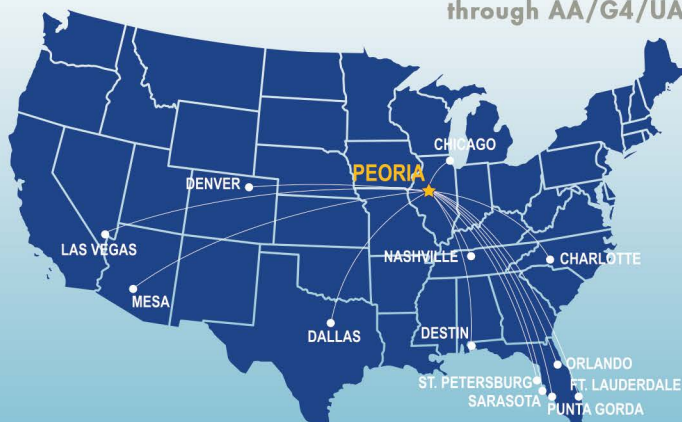 through AA/G4/UA
CHICAGO
PEORIA
DENVER
LAS VEGAS
NASHVILLE
CHARLOTTE
MESA
DALLAS
DESTIN
ORLANDO
ST. PETERSBURG
FT. LAUDERDALE
SARASOTA
PUNTA GORDA